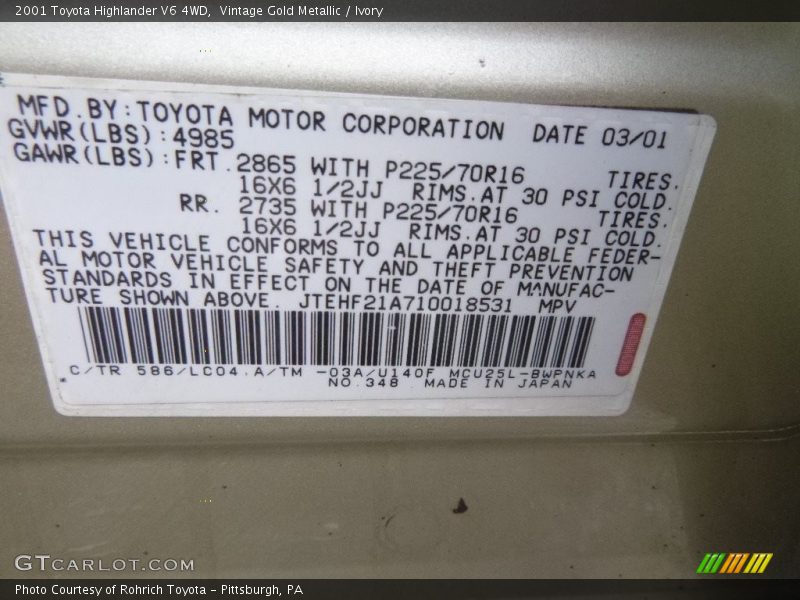 2001 Toyota Highlander V6 4WD,  Vintage Gold Metallic / Ivory
MFD.BY:TOYOTA MOTOR CORPORATION DATE 03/01
GVWR(LBS):4985
GAWR(LBS):FRT.2865 WITH P225/70R16 TIRES.
16X6 1/2JJ RIMS.AT 30 PSI COLD.
RR. 2735 WITH P225/70R16 TIRES.
16X6 1/2JJ RIMS.AT 30 PSI COLD.
THIS VEHICLE CONFORMS TO ALL APPLICABLE FEDER-
AL MOTOR VEHICLE SAFETY AND THEFT PREVENTION
STANDARDS IN EFFECT ON THE DATE OF MANUFAC-
TURE SHOWN ABOVE. JTEHF21A710018531 MPV
C/TR 586/LC04.A/TM -03A/U140F MCU25L-BWPNKA
NO.348 MADE IN JAPAN
GTCARLOT.COM
Photo Courtesy of Rohrich Toyota - Pittsburgh, PA